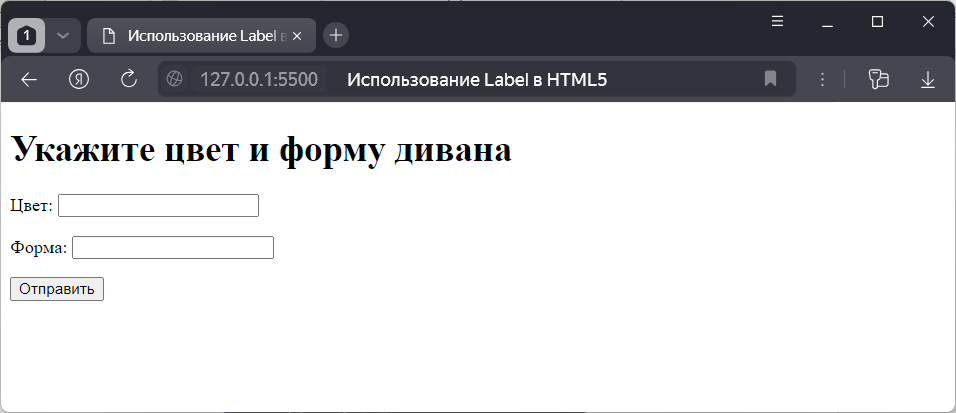 1
Использование Label в
Я
127.0.0.1:5500 Использование Label в HTML5
Укажите цвет и форму дивана
Цвет:
Форма:
Отправить